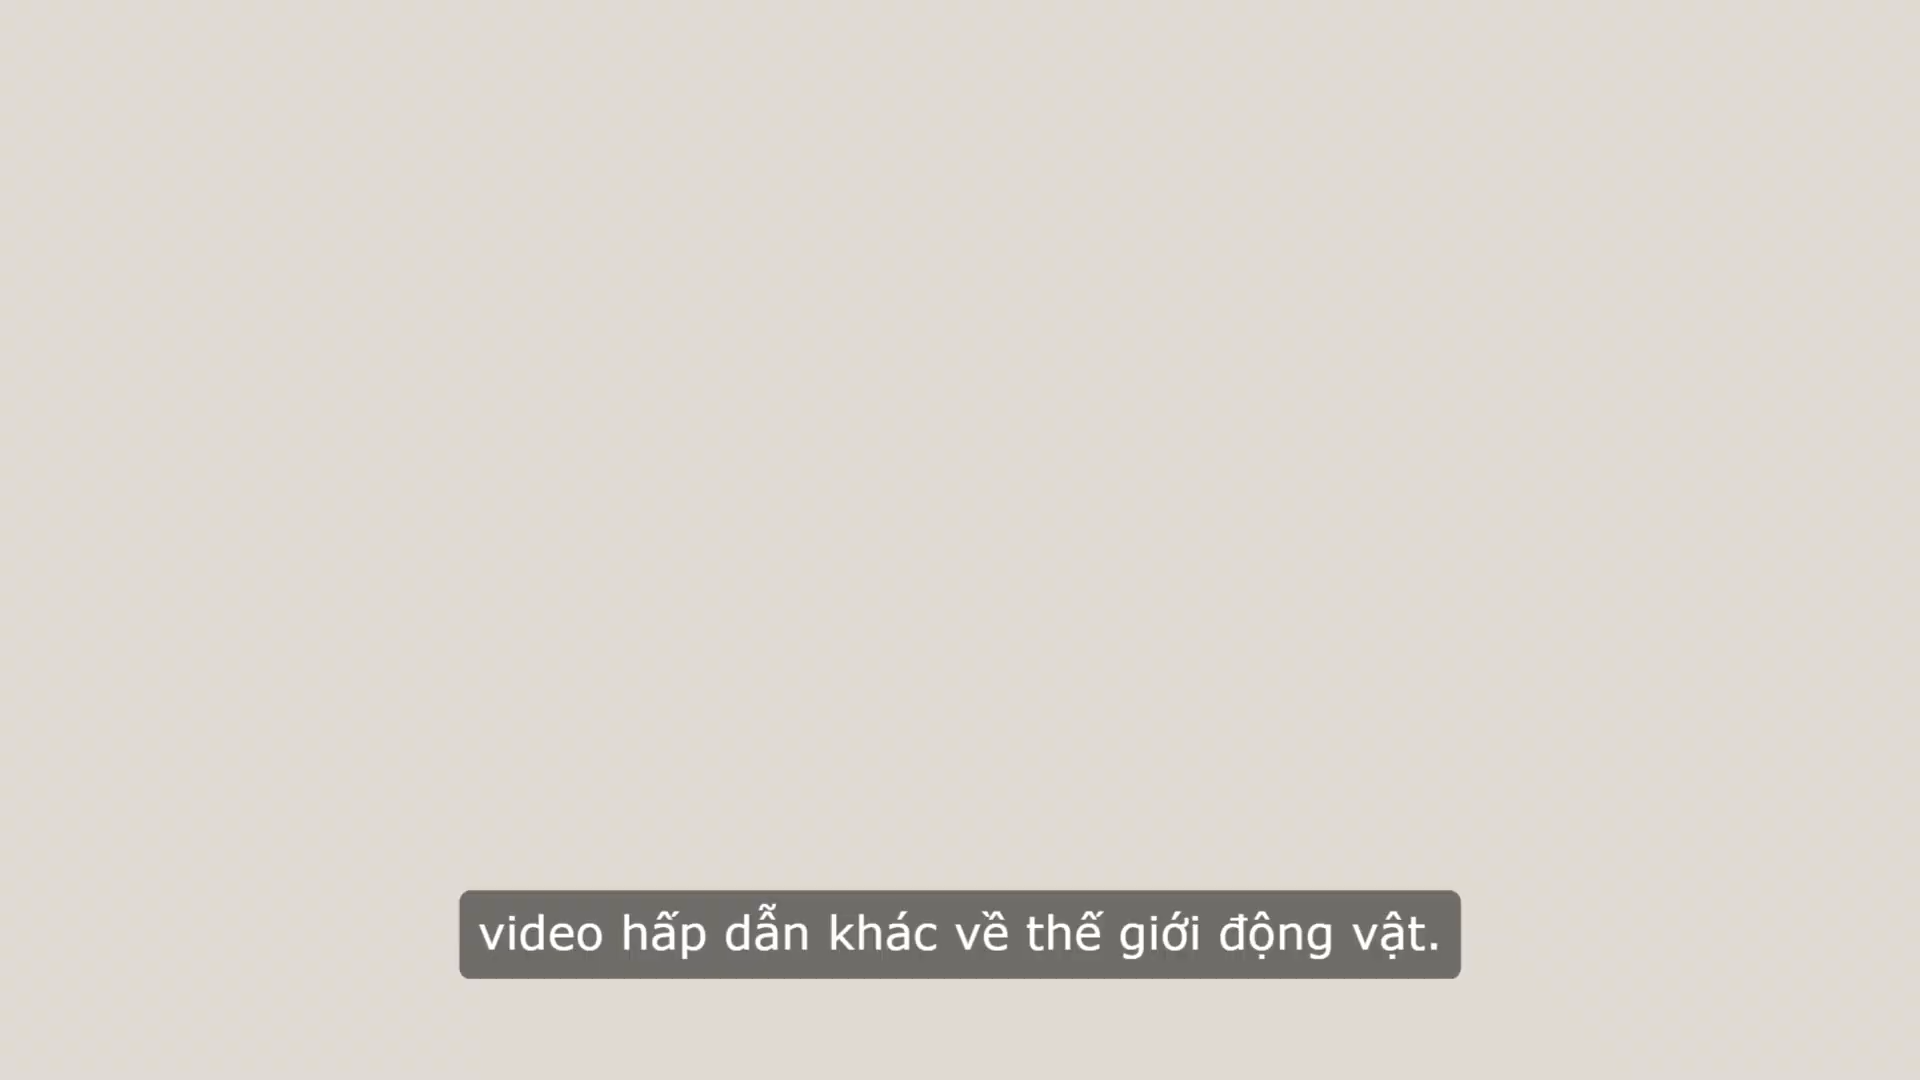 video hấp dẫn khác về thế giới động vật.